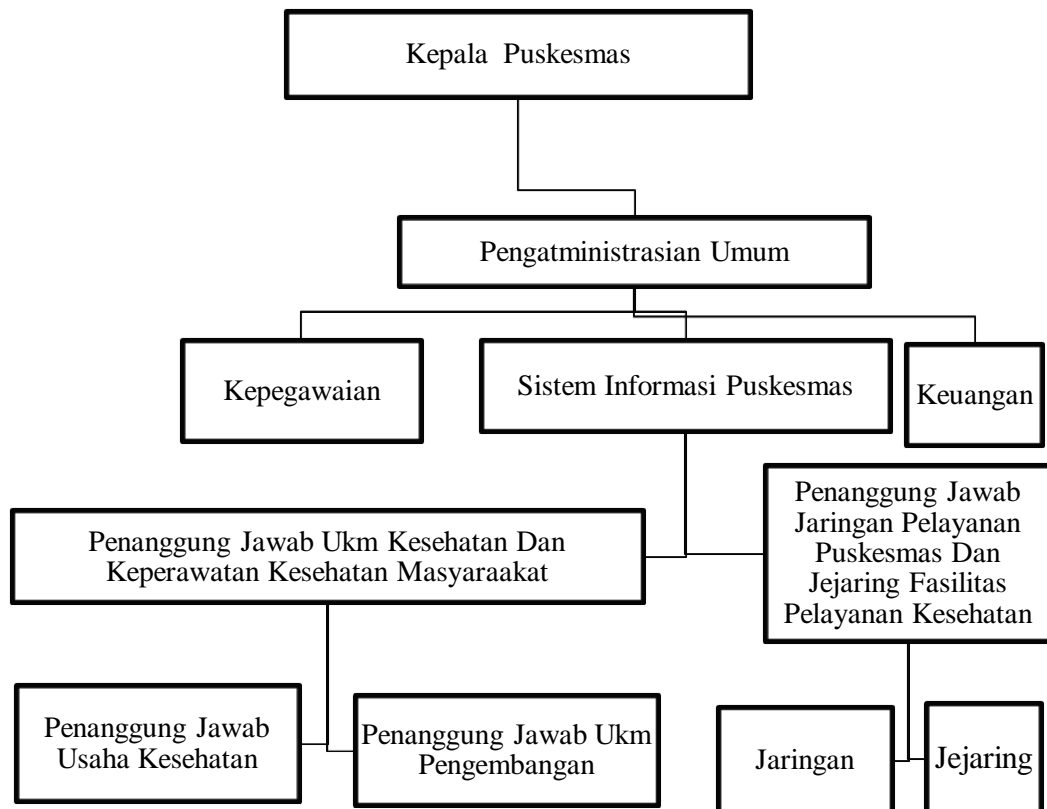 Kepala Puskesmas
Pengatministrasian Umum
Kepegawaian
Sistem Informasi Puskesmas
Keuangan
Penanggung Jawab Ukm Kesehatan Dan
Keperawatan Kesehatan Masyaraakat
Penanggung Jawab
Jaringan Pelayanan
Puskesmas Dan
Jejaring Fasilitas
Pelayanan Kesehatan
Penanggung Jawab
Usaha Kesehatan
Penanggung Jawab Ukm
Pengembangan
Jaringan
Jejaring